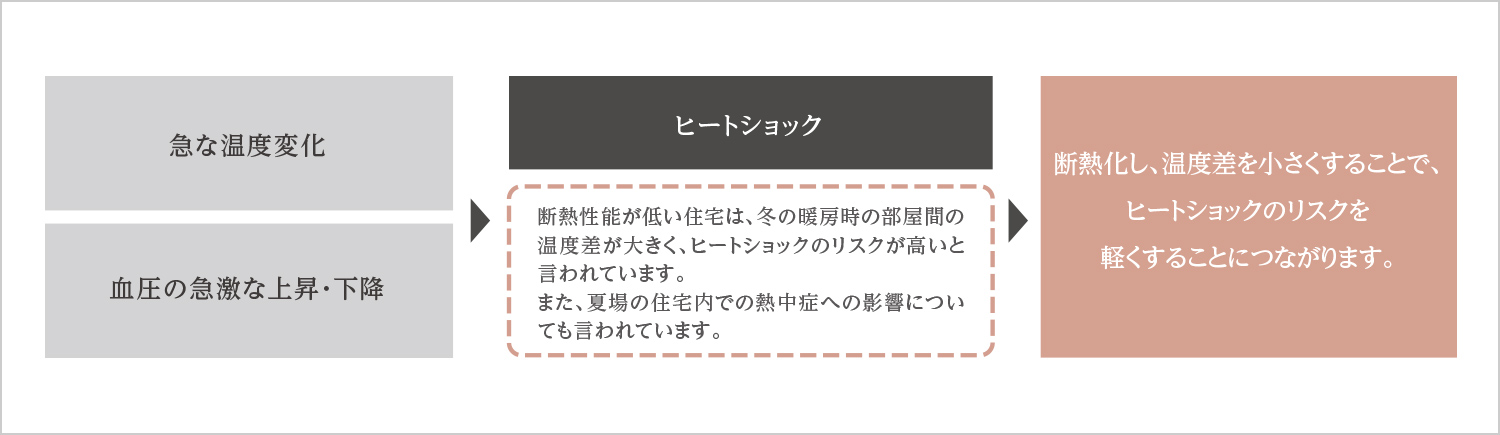 急な温度変化
血圧の急激な上昇・下降
ヒートショック
断熱性能が低い住宅は、冬の暖房時の部屋間の
温度差が大きく、ヒートショックのリスクが高いと
言われています。
また、夏場の住宅内での熱中症への影響につい
ても言われています。
断熱化し、温度差を小さくすることで、
ヒートショックのリスクを
軽くすることにつながります。